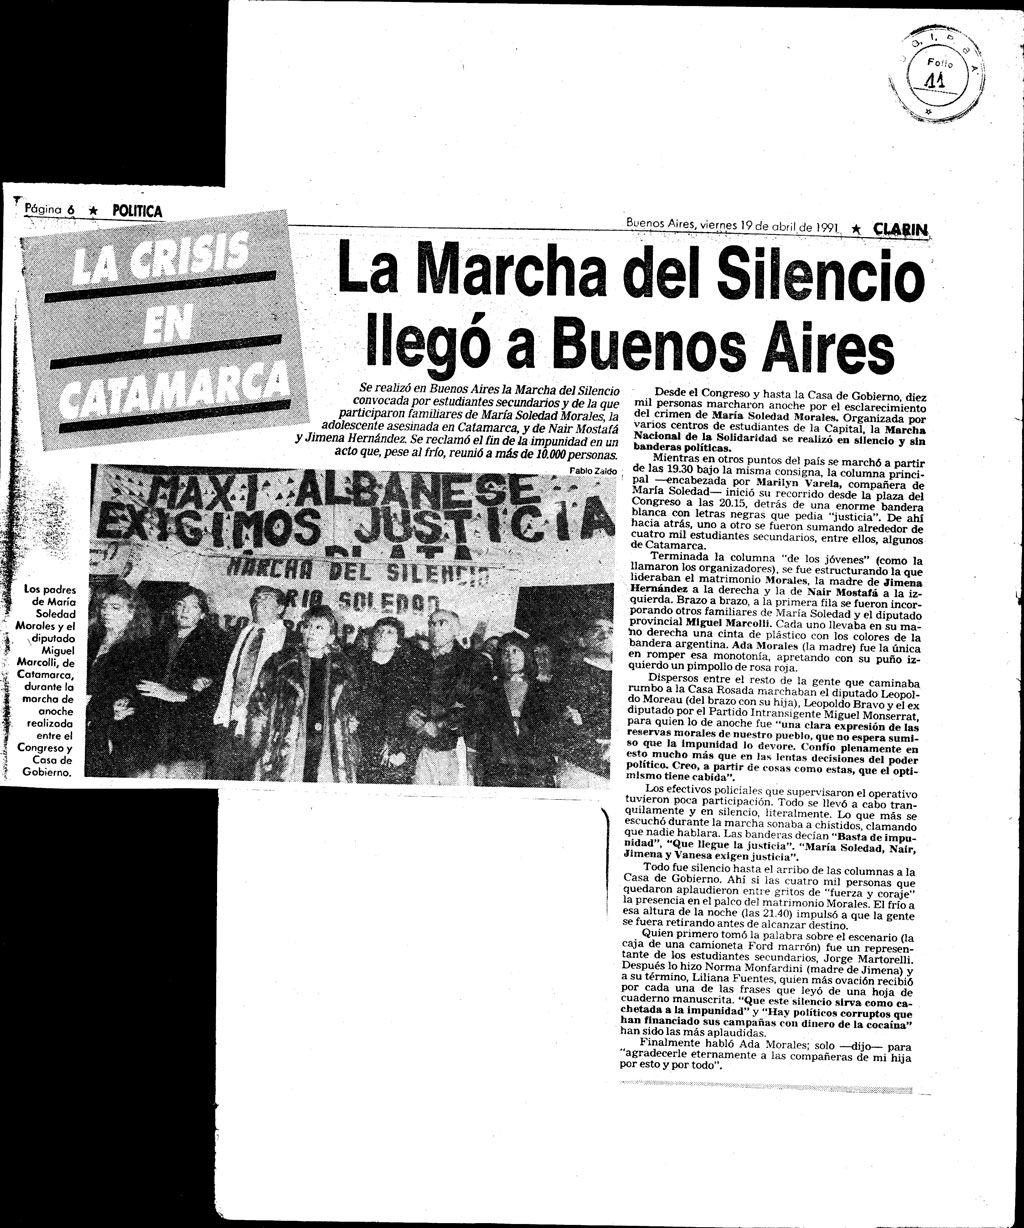 D. I. P. B A
Folio
11
Página 6 ★ POLITICA
Buenos Aires, viernes 19 de abril de 1991 ★ CLARIN
LA CRISIS
EN
CATAMARCA
La Marcha del Silencio
llegó a Buenos Aires
Se realizó en Buenos Aires la Marcha del Silencio
convocada por estudiantes secundarios y de la que
participaron familiares de María Soledad Morales, la
adolescente asesinada en Catamarca, y de Nair Mostafá
y Jimena Hernández. Se reclamó el fin de la impunidad en un
acto que, pese al frío, reunió a más de 10.000 personas.
Pablo Zaldo
MAXI ALBANESE
EXIGIMOS JUSTICIA
LA PLATA
MARCHA DEL SILENCIO
RIA SOLEDAD
Los padres
de María
Soledad
Morales y el
diputado
Miguel
Marcolli, de
Catamarca,
durante la
marcha de
anoche
realizada
entre el
Congreso y
Casa de
Gobierno.
Desde el Congreso y hasta la Casa de Gobierno, diez
mil personas marcharon anoche por el esclarecimiento
del crimen de María Soledad Morales. Organizada por
varios centros de estudiantes de la Capital, la Marcha
Nacional de la Solidaridad se realizó en silencio y sin
banderas políticas.
Mientras en otros puntos del país se marchó a partir
de las 19.30 bajo la misma consigna, la columna princi-
pal —encabezada por Marilyn Varela, compañera de
María Soledad— inició su recorrido desde la plaza del
Congreso a las 20.15, detrás de una enorme bandera
blanca con letras negras que pedia "justicia". De ahí
hacia atrás, uno a otro se fueron sumando alrededor de
cuatro mil estudiantes secundarios, entre ellos, algunos
de Catamarca.
Terminada la columna "de los jóvenes" (como la
llamaron los organizadores), se fue estructurando la que
lideraban el matrimonio Morales, la madre de Jimena
Hernández a la derecha y la de Nair Mostafá a la iz-
quierda. Brazo a brazo, a la primera fila se fueron incor-
porando otros familiares de María Soledad y el diputado
provincial Miguel Marcolli. Cada uno llevaba en su ma-
no derecha una cinta de plástico con los colores de la
bandera argentina. Ada Morales (la madre) fue la única
en romper esa monotonía, apretando con su puño iz-
quierdo un pimpollo de rosa roja.
Dispersos entre el resto de la gente que caminaba
rumbo a la Casa Rosada marchaban el diputado Leopol-
do Moreau (del brazo con su hija), Leopoldo Bravo y el ex
diputado por el Partido Intransigente Miguel Monserrat,
para quien lo de anoche fue "una clara expresión de las
reservas morales de nuestro pueblo, que no espera sumi-
so que la impunidad lo devore. Confío plenamente en
esto mucho más que en las lentas decisiones del poder
político. Creo, a partir de cosas como estas, que el opti-
mismo tiene cabida".
Los efectivos policiales que supervisaron el operativo
tuvieron poca participación. Todo se llevó a cabo tran-
quilamente y en silencio, literalmente. Lo que más se
escuchó durante la marcha sonaba a chistidos, clamando
que nadie hablara. Las banderas decían "Basta de impu-
nidad", "Que llegue la justicia". "María Soledad, Nair,
Jimena y Vanesa exigen justicia".
Todo fue silencio hasta el arribo de las columnas a la
Casa de Gobierno. Ahí sí las cuatro mil personas que
quedaron aplaudieron entre gritos de "fuerza y coraje"
la presencia en el palco del matrimonio Morales. El frío a
esa altura de la noche (las 21.40) impulsó a que la gente
se fuera retirando antes de alcanzar destino.
Quien primero tomó la palabra sobre el escenario (la
caja de una camioneta Ford marrón) fue un represen-
tante de los estudiantes secundarios, Jorge Martorelli.
Después lo hizo Norma Monfardini (madre de Jimena) y
a su término, Liliana Fuentes, quien más ovación recibió
por cada una de las frases que leyó de una hoja de
cuaderno manuscrita. "Que este silencio sirva como ca-
chetada a la impunidad" y "Hay políticos corruptos que
han financiado sus campañas con dinero de la cocaína"
han sido las más aplaudidas.
Finalmente habló Ada Morales; solo —dijo— para
"agradecerle eternamente a las compañeras de mi hija
por esto y por todo".